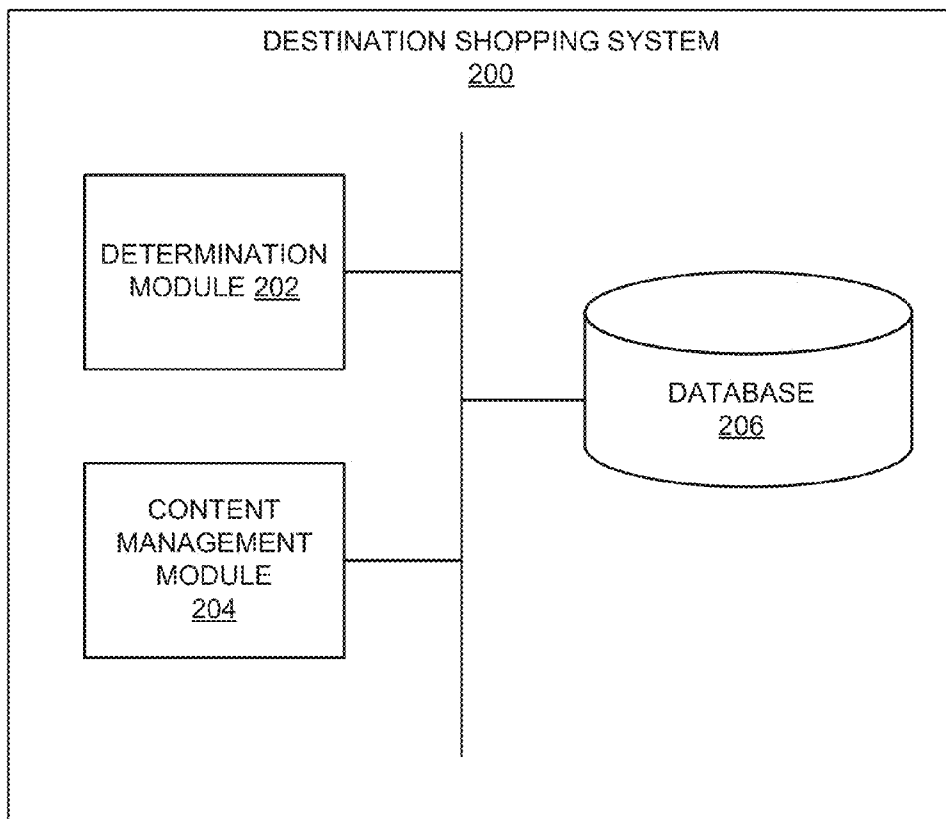 DESTINATION SHOPPING SYSTEM
200
DETERMINATION
MODULE 202
CONTENT
MANAGEMENT
MODULE
204
DATABASE
206